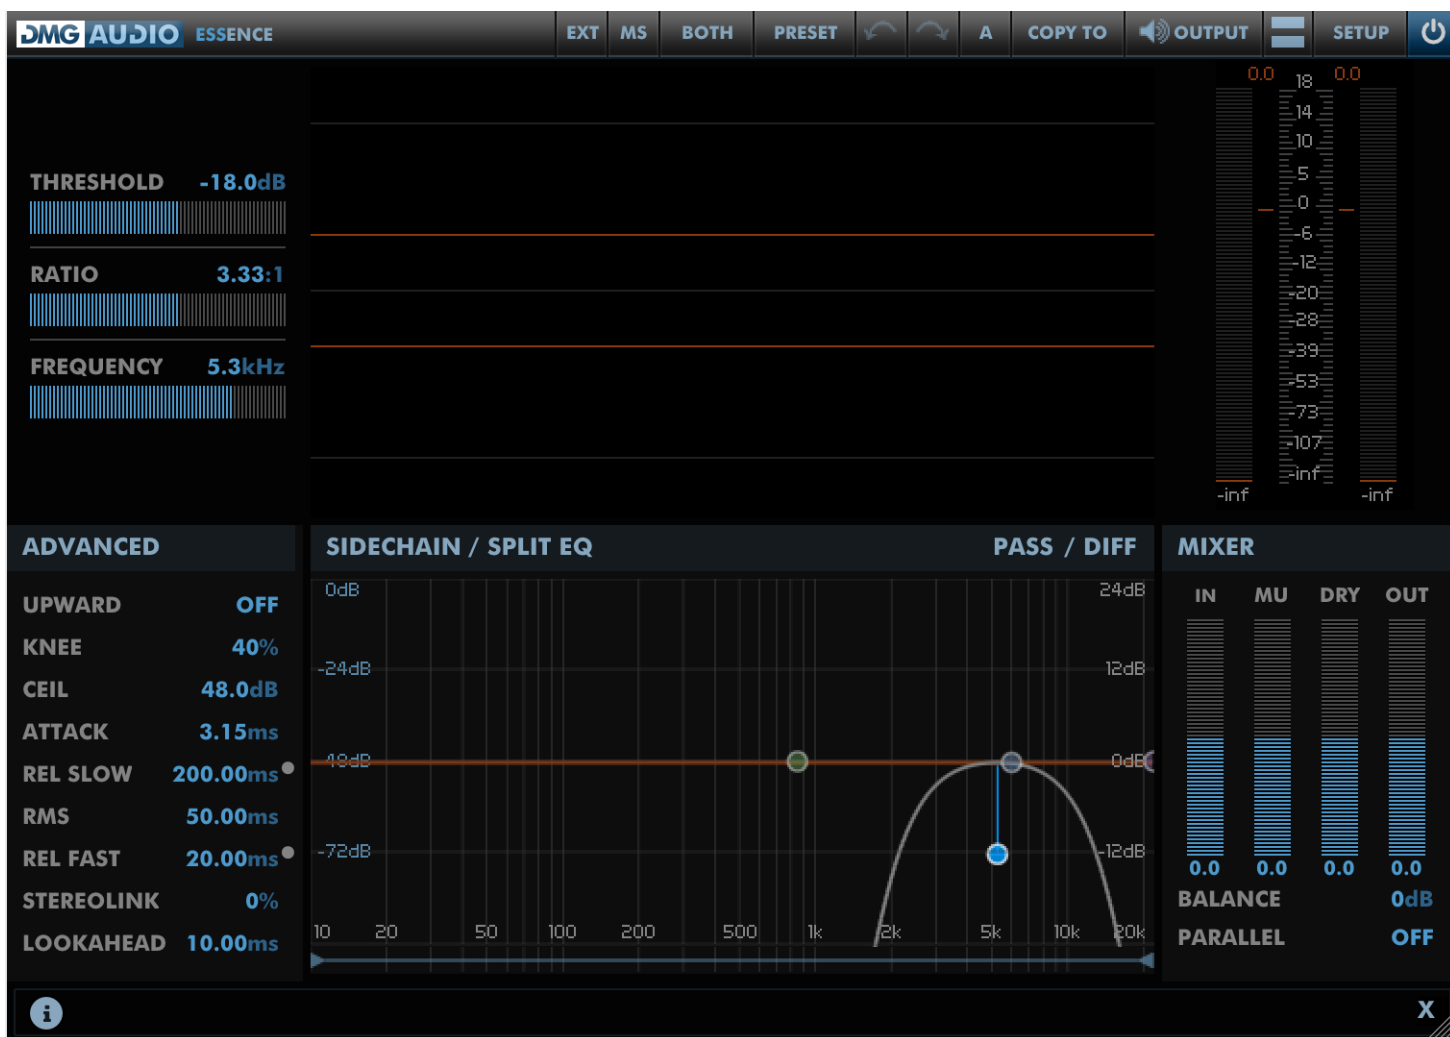 DMG AUDIO ESSENCE EXT MS BOTH PRESET A COPY TO OUTPUT SETUP
0.0 18 0.0
14
10
5
0
-6
-12
-20
-28
-39
-53
-73
-107
-inf
-inf -inf
THRESHOLD -18.0dB
RATIO 3.33:1
FREQUENCY 5.3kHz
ADVANCED
UPWARD OFF
KNEE 40%
CEIL 48.0dB
ATTACK 3.15ms
REL SLOW 200.00ms
RMS 50.00ms
REL FAST 20.00ms
STEREOLINK 0%
LOOKAHEAD 10.00ms
SIDECHAIN / SPLIT EQ PASS / DIFF
0dB 24dB
-24dB 12dB
-48dB 0dB
-72dB -12dB
10 20 50 100 200 500 1k 2k 5k 10k 20k
MIXER
IN MU DRY OUT
0.0 0.0 0.0 0.0
BALANCE 0dB
PARALLEL OFF
i X